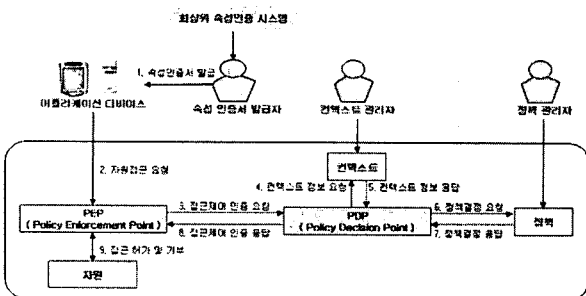 최상위 속성인증 시스템
1. 속성인증서 발급
어플리케이션 디바이스
속성 인증서 발급자
컨텍스트 관리자
정책 관리자
2. 자원접근 요청
컨텍스트
4. 컨텍스트 정보 요청
5. 컨텍스트 정보 응답
PEP
( Policy Enforcement Point )
3. 접근제어 인증 요청
8. 접근제어 인증 응답
PDP
( Policy Decision Point )
6. 정책결정 요청
7. 정책결정 응답
정책
9. 접근 허가 및 거부
자원